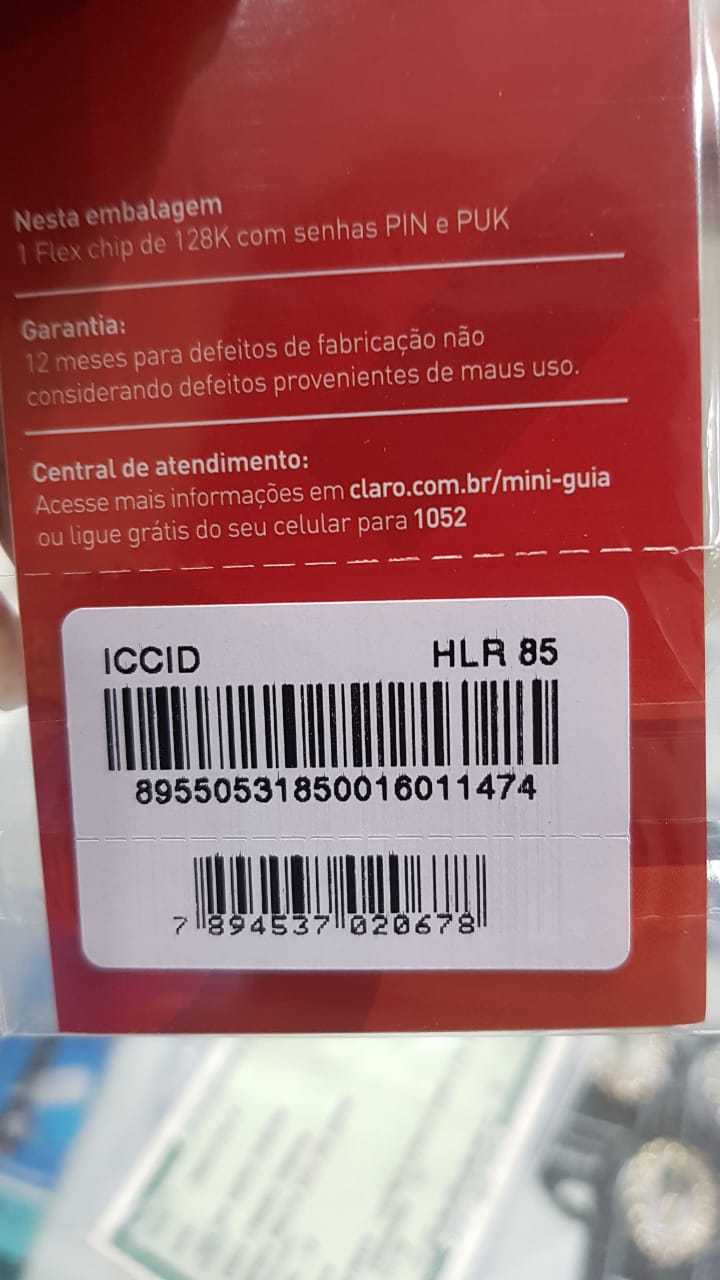 Nesta embalagem
1 Flex chip de 128K com senhas PIN e PUK
Garantia:
12 meses para defeitos de fabricação não
considerando defeitos provenientes de maus uso.
Central de atendimento:
Acesse mais informações em claro.com.br/mini-guia
ou ligue grátis do seu celular para 1052
ICCID HLR 85
89550531850016011474
7 894537 020678